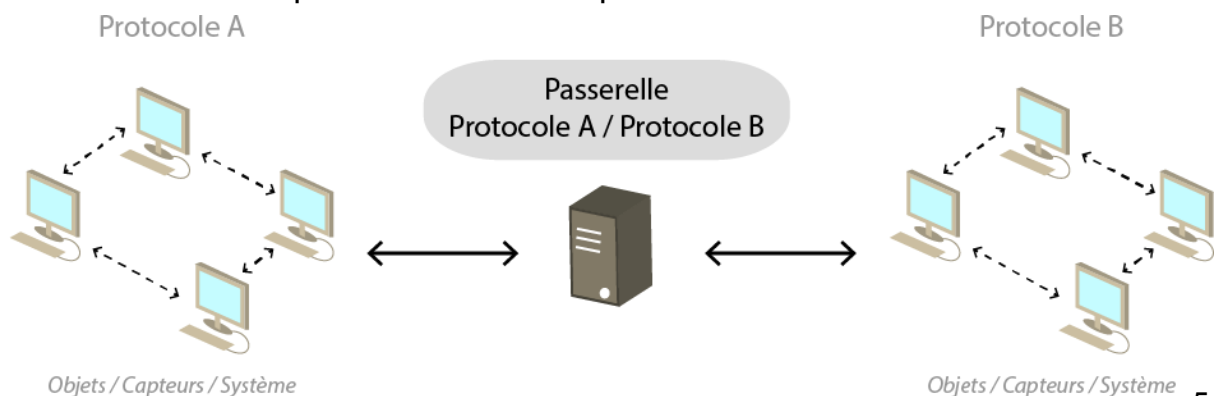 Protocole A
Protocole B
Passerelle
Protocole A / Protocole B
Objets / Capteurs / Système
Objets / Capteurs / Système